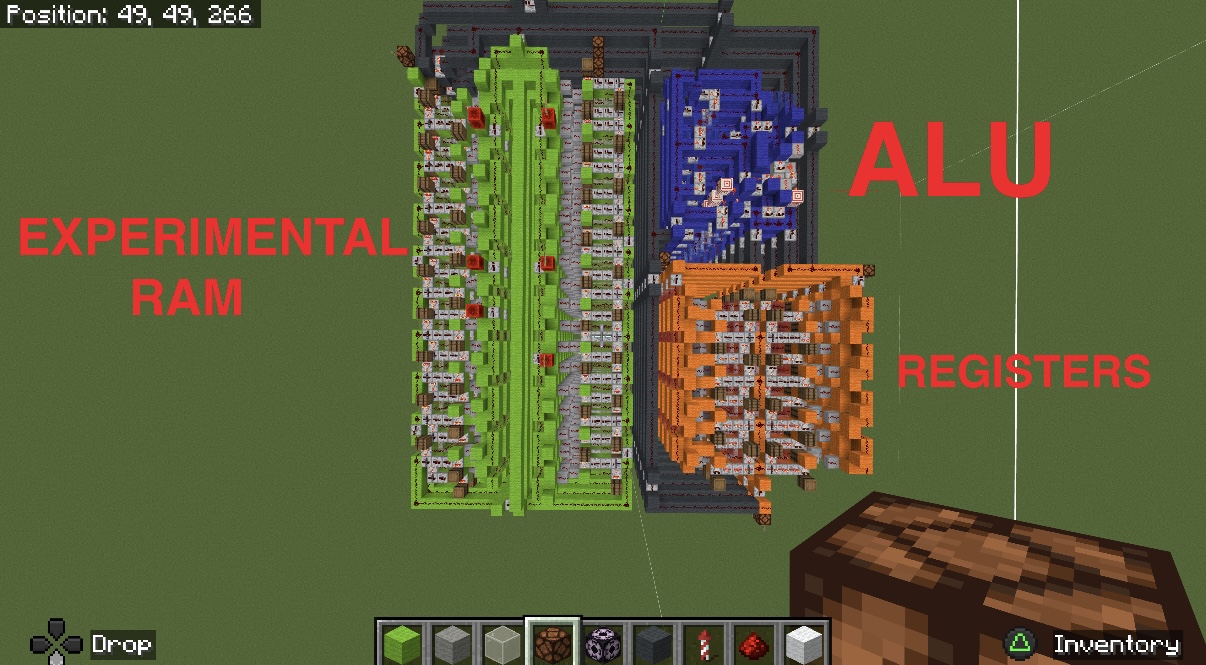 Position: 49, 49, 266
ALU
EXPERIMENTAL
RAM
REGISTERS
Drop
Inventory